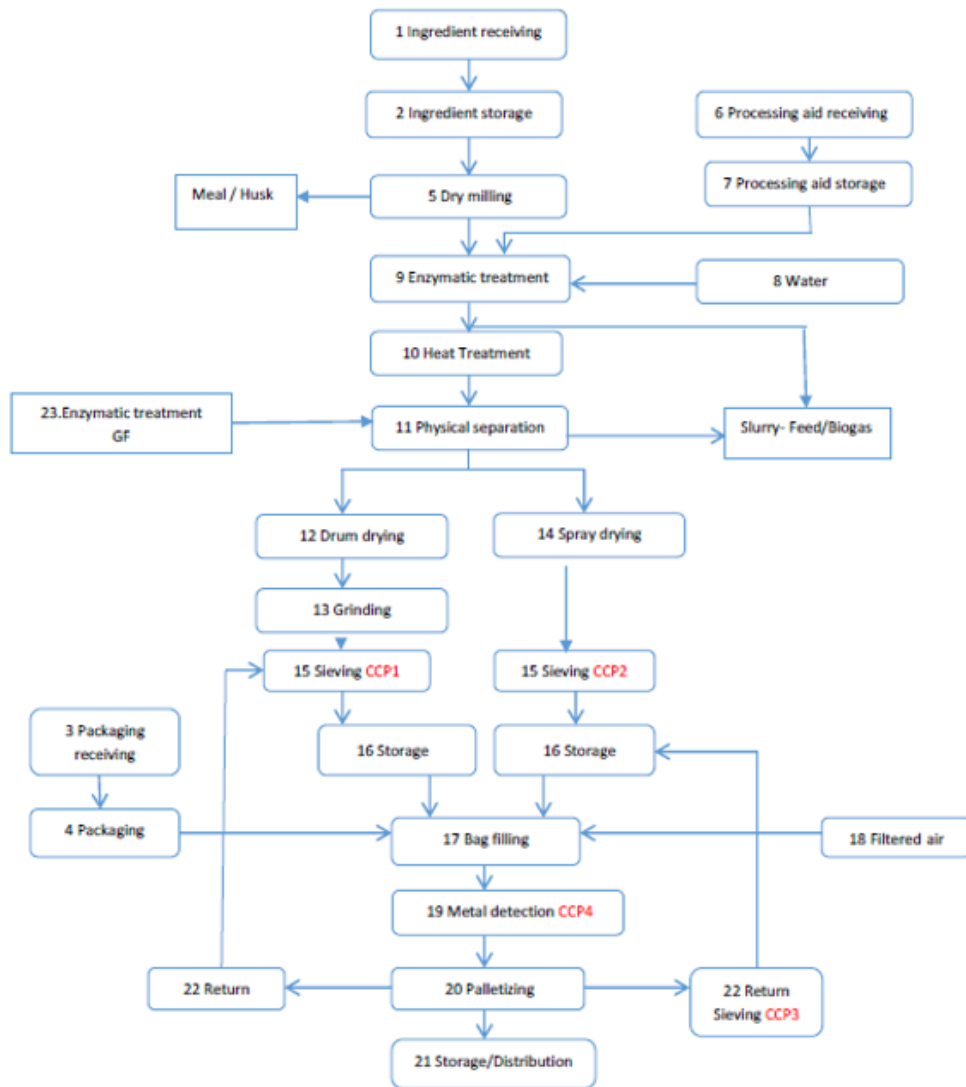 1 Ingredient receiving
2 Ingredient storage
6 Processing aid receiving
Meal / Husk
5 Dry milling
7 Processing aid storage
9 Enzymatic treatment
8 Water
10 Heat Treatment
23.Enzymatic treatment
GF
11 Physical separation
Slurry- Feed/Biogas
12 Drum drying
14 Spray drying
13 Grinding
15 Sieving CCP1
15 Sieving CCP2
3 Packaging
receiving
16 Storage
16 Storage
4 Packaging
17 Bag filling
18 Filtered air
19 Metal detection CCP4
22 Return
20 Palletizing
22 Return
Sieving CCP3
21 Storage/Distribution